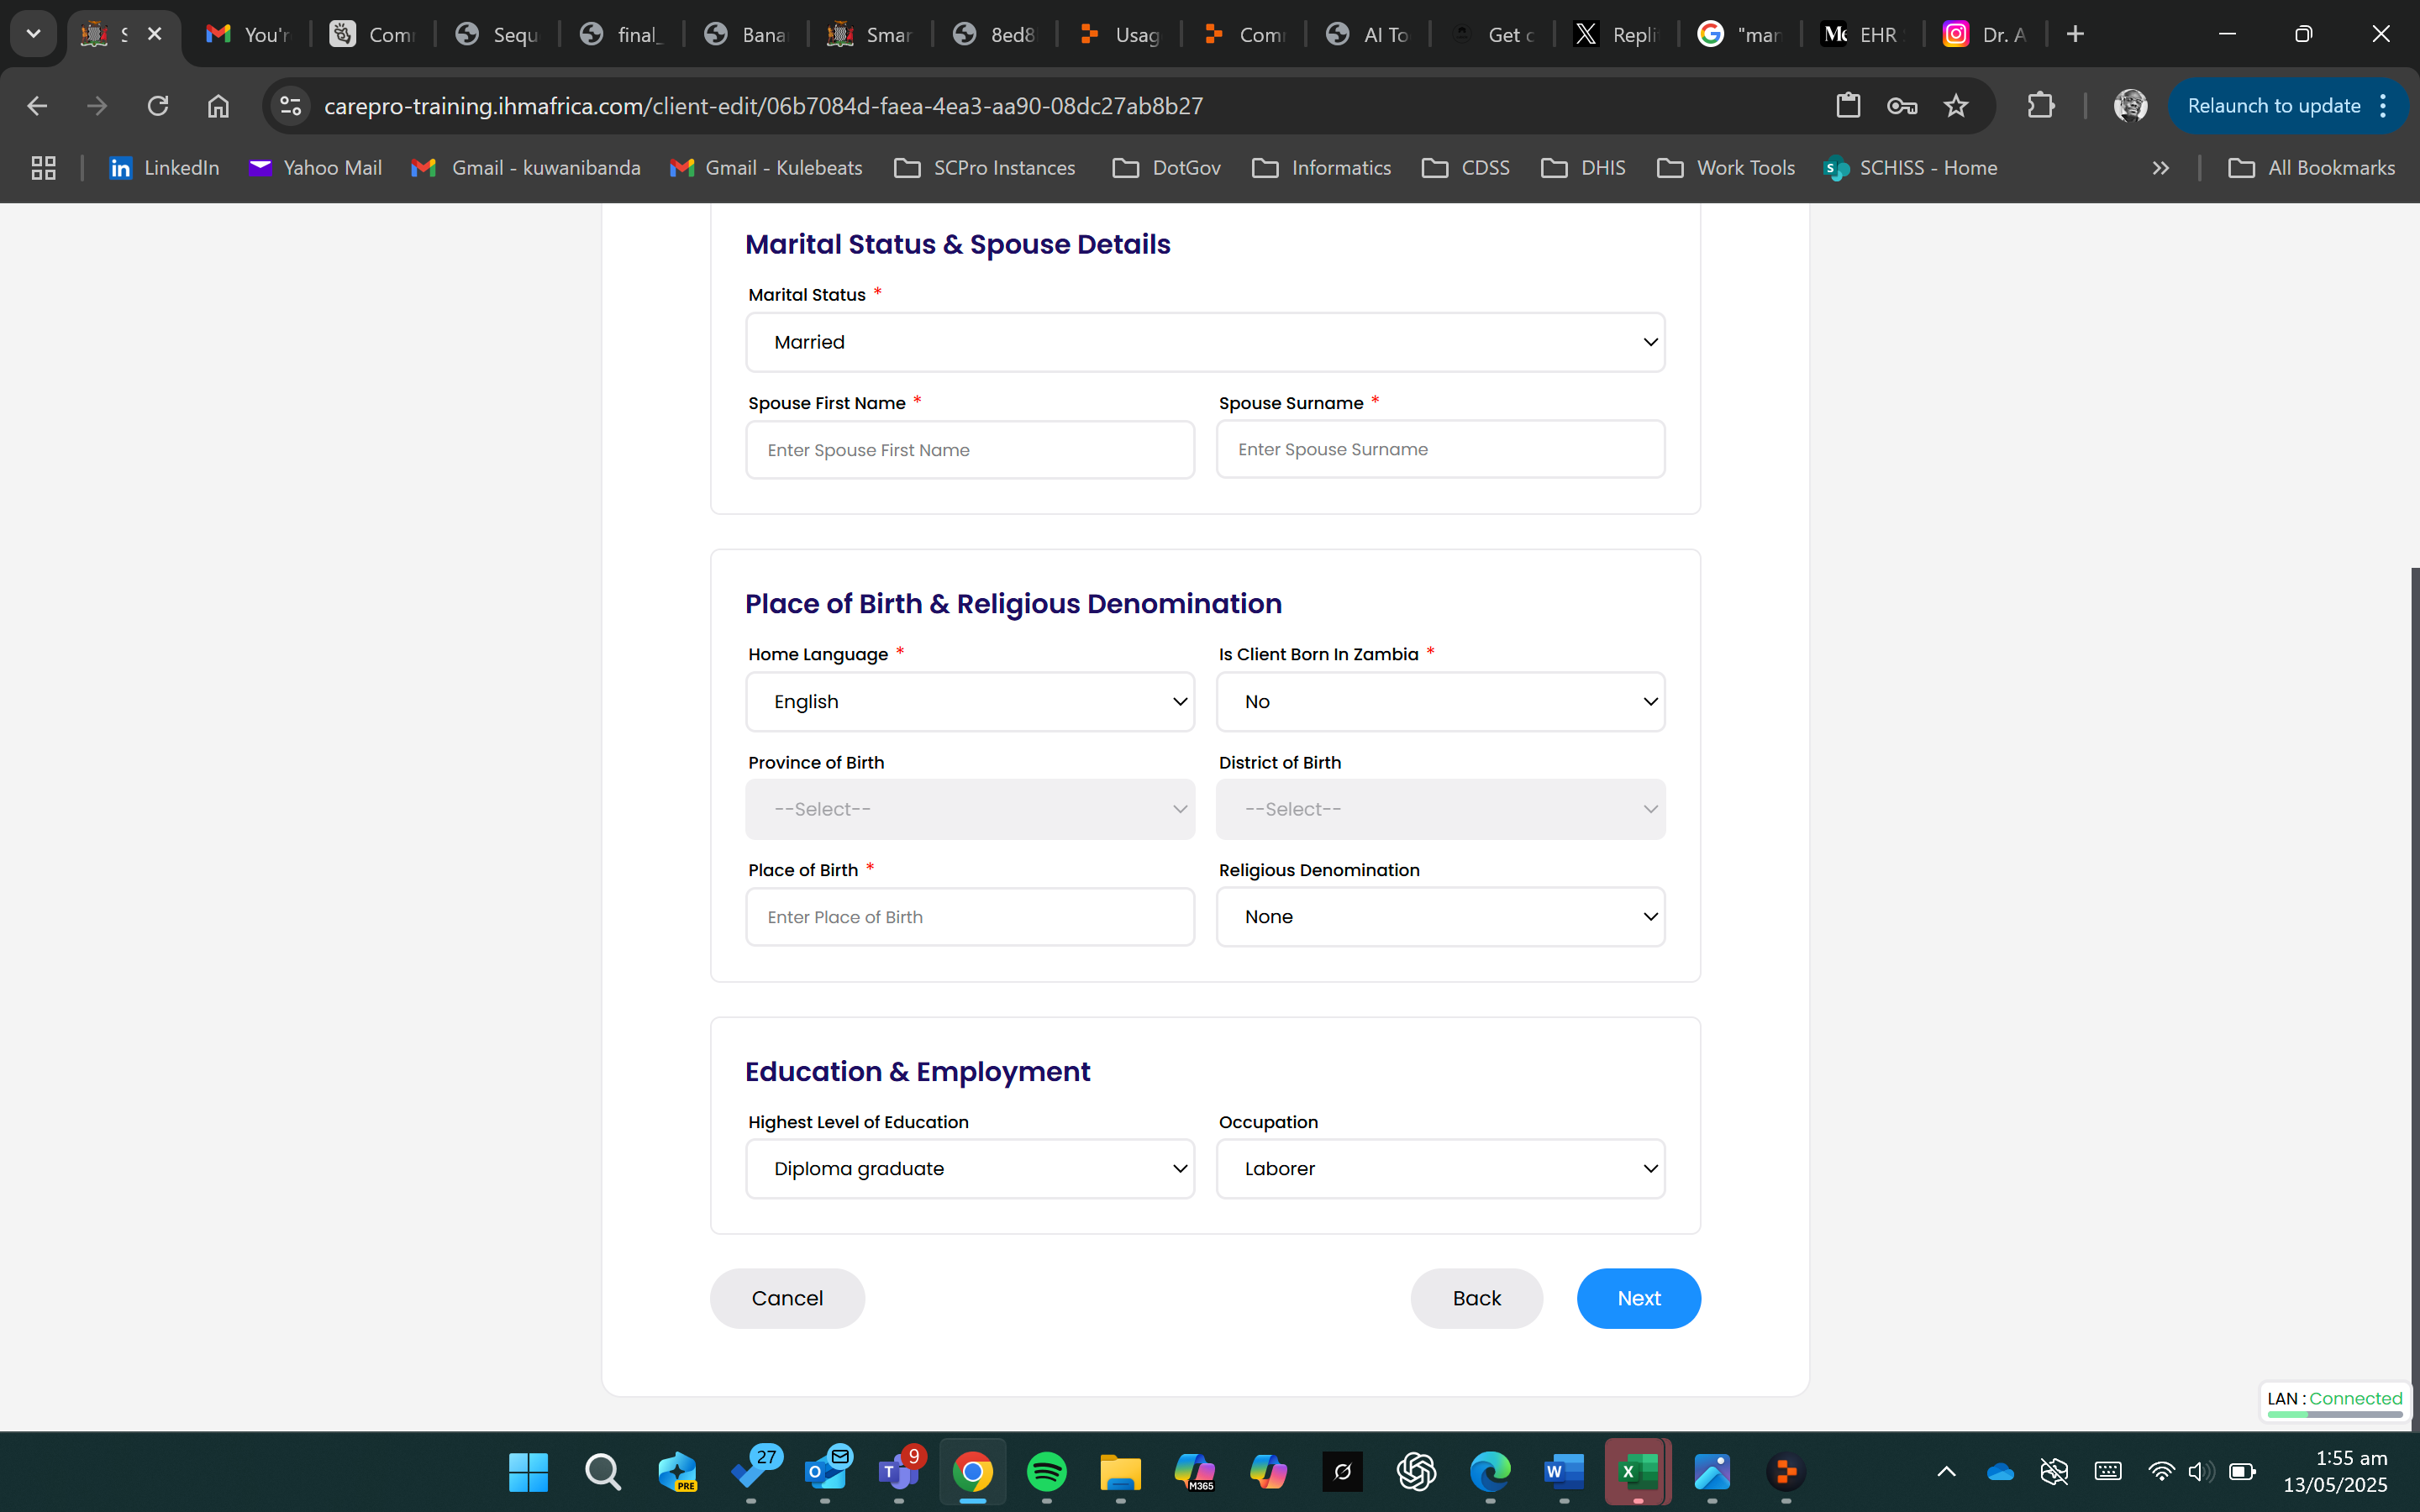 S
You'r
Com
Sequ
final_
Bana
Smar
8ed8
Usag
Com
AI To
Get c
Repli
"mar
EHR
Dr. A
carepro-training.ihmafrica.com/client-edit/06b7084d-faea-4ea3-aa90-08dc27ab8b27
Relaunch to update
LinkedIn
Yahoo Mail
Gmail - kuwanibanda
Gmail - Kulebeats
SCPro Instances
DotGov
Informatics
CDSS
DHIS
Work Tools
SCHISS - Home
All Bookmarks
Marital Status & Spouse Details
Marital Status *
Married
Spouse First Name *
Spouse Surname *
Enter Spouse First Name
Enter Spouse Surname
Place of Birth & Religious Denomination
Home Language *
Is Client Born In Zambia *
English
No
Province of Birth
District of Birth
--Select--
--Select--
Place of Birth *
Religious Denomination
Enter Place of Birth
None
Education & Employment
Highest Level of Education
Occupation
Diploma graduate
Laborer
Cancel
Back
Next
LAN : Connected
PRE
27
9
M365
1:55 am
13/05/2025